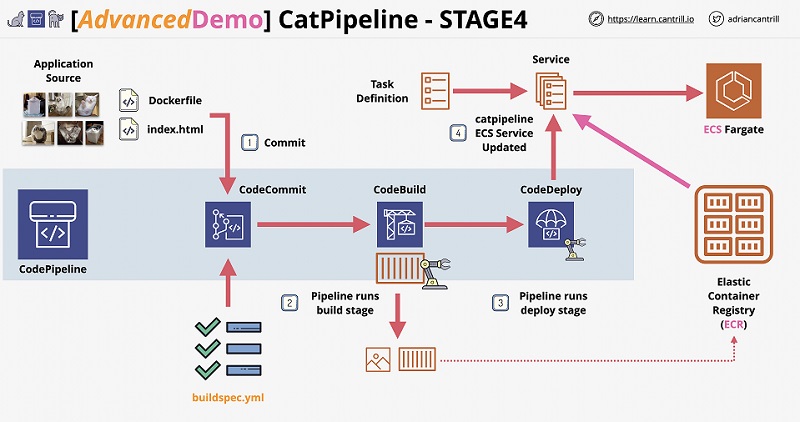 [AdvancedDemo] CatPipeline - STAGE4
https://learn.cantrill.io
adriancantrill
Application
Source
Dockerfile
index.html
1
Commit
Task
Definition
Service
4
catpipeline
ECS Service
Updated
ECS Fargate
CodePipeline
CodeCommit
CodeBuild
CodeDeploy
2
Pipeline runs
build stage
3
Pipeline runs
deploy stage
Elastic
Container
Registry
(ECR)
buildspec.yml